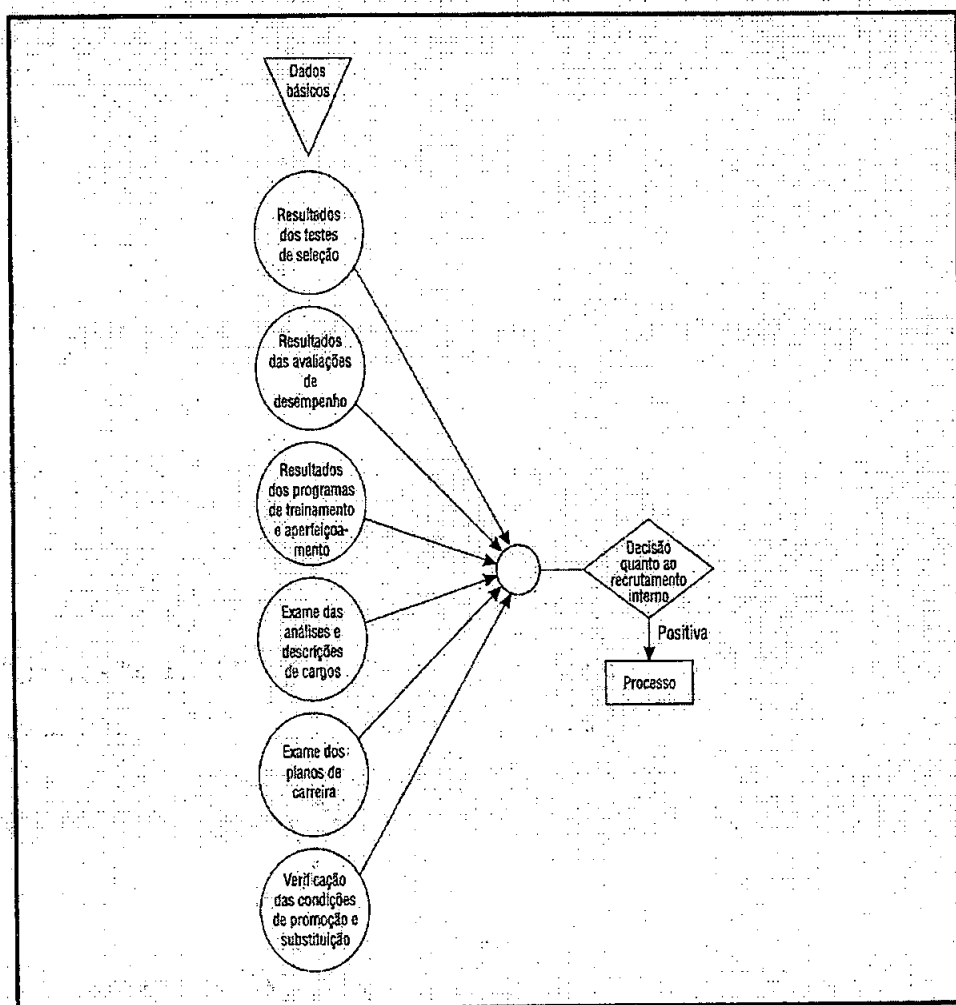 Dados
básicos
Resultados
dos testes
de seleção
Resultados
das avaliações
de
desempenho
Resultados
dos programas
de treinamento
e aperfeiçoa-
mento
Exame das
análises e
descrições
de cargos
Exame dos
planos de
carreira
Verificação
das condições
de promoção e
substituição
Decisão
quanto ao
recrutamento
interno
Positiva
Processo